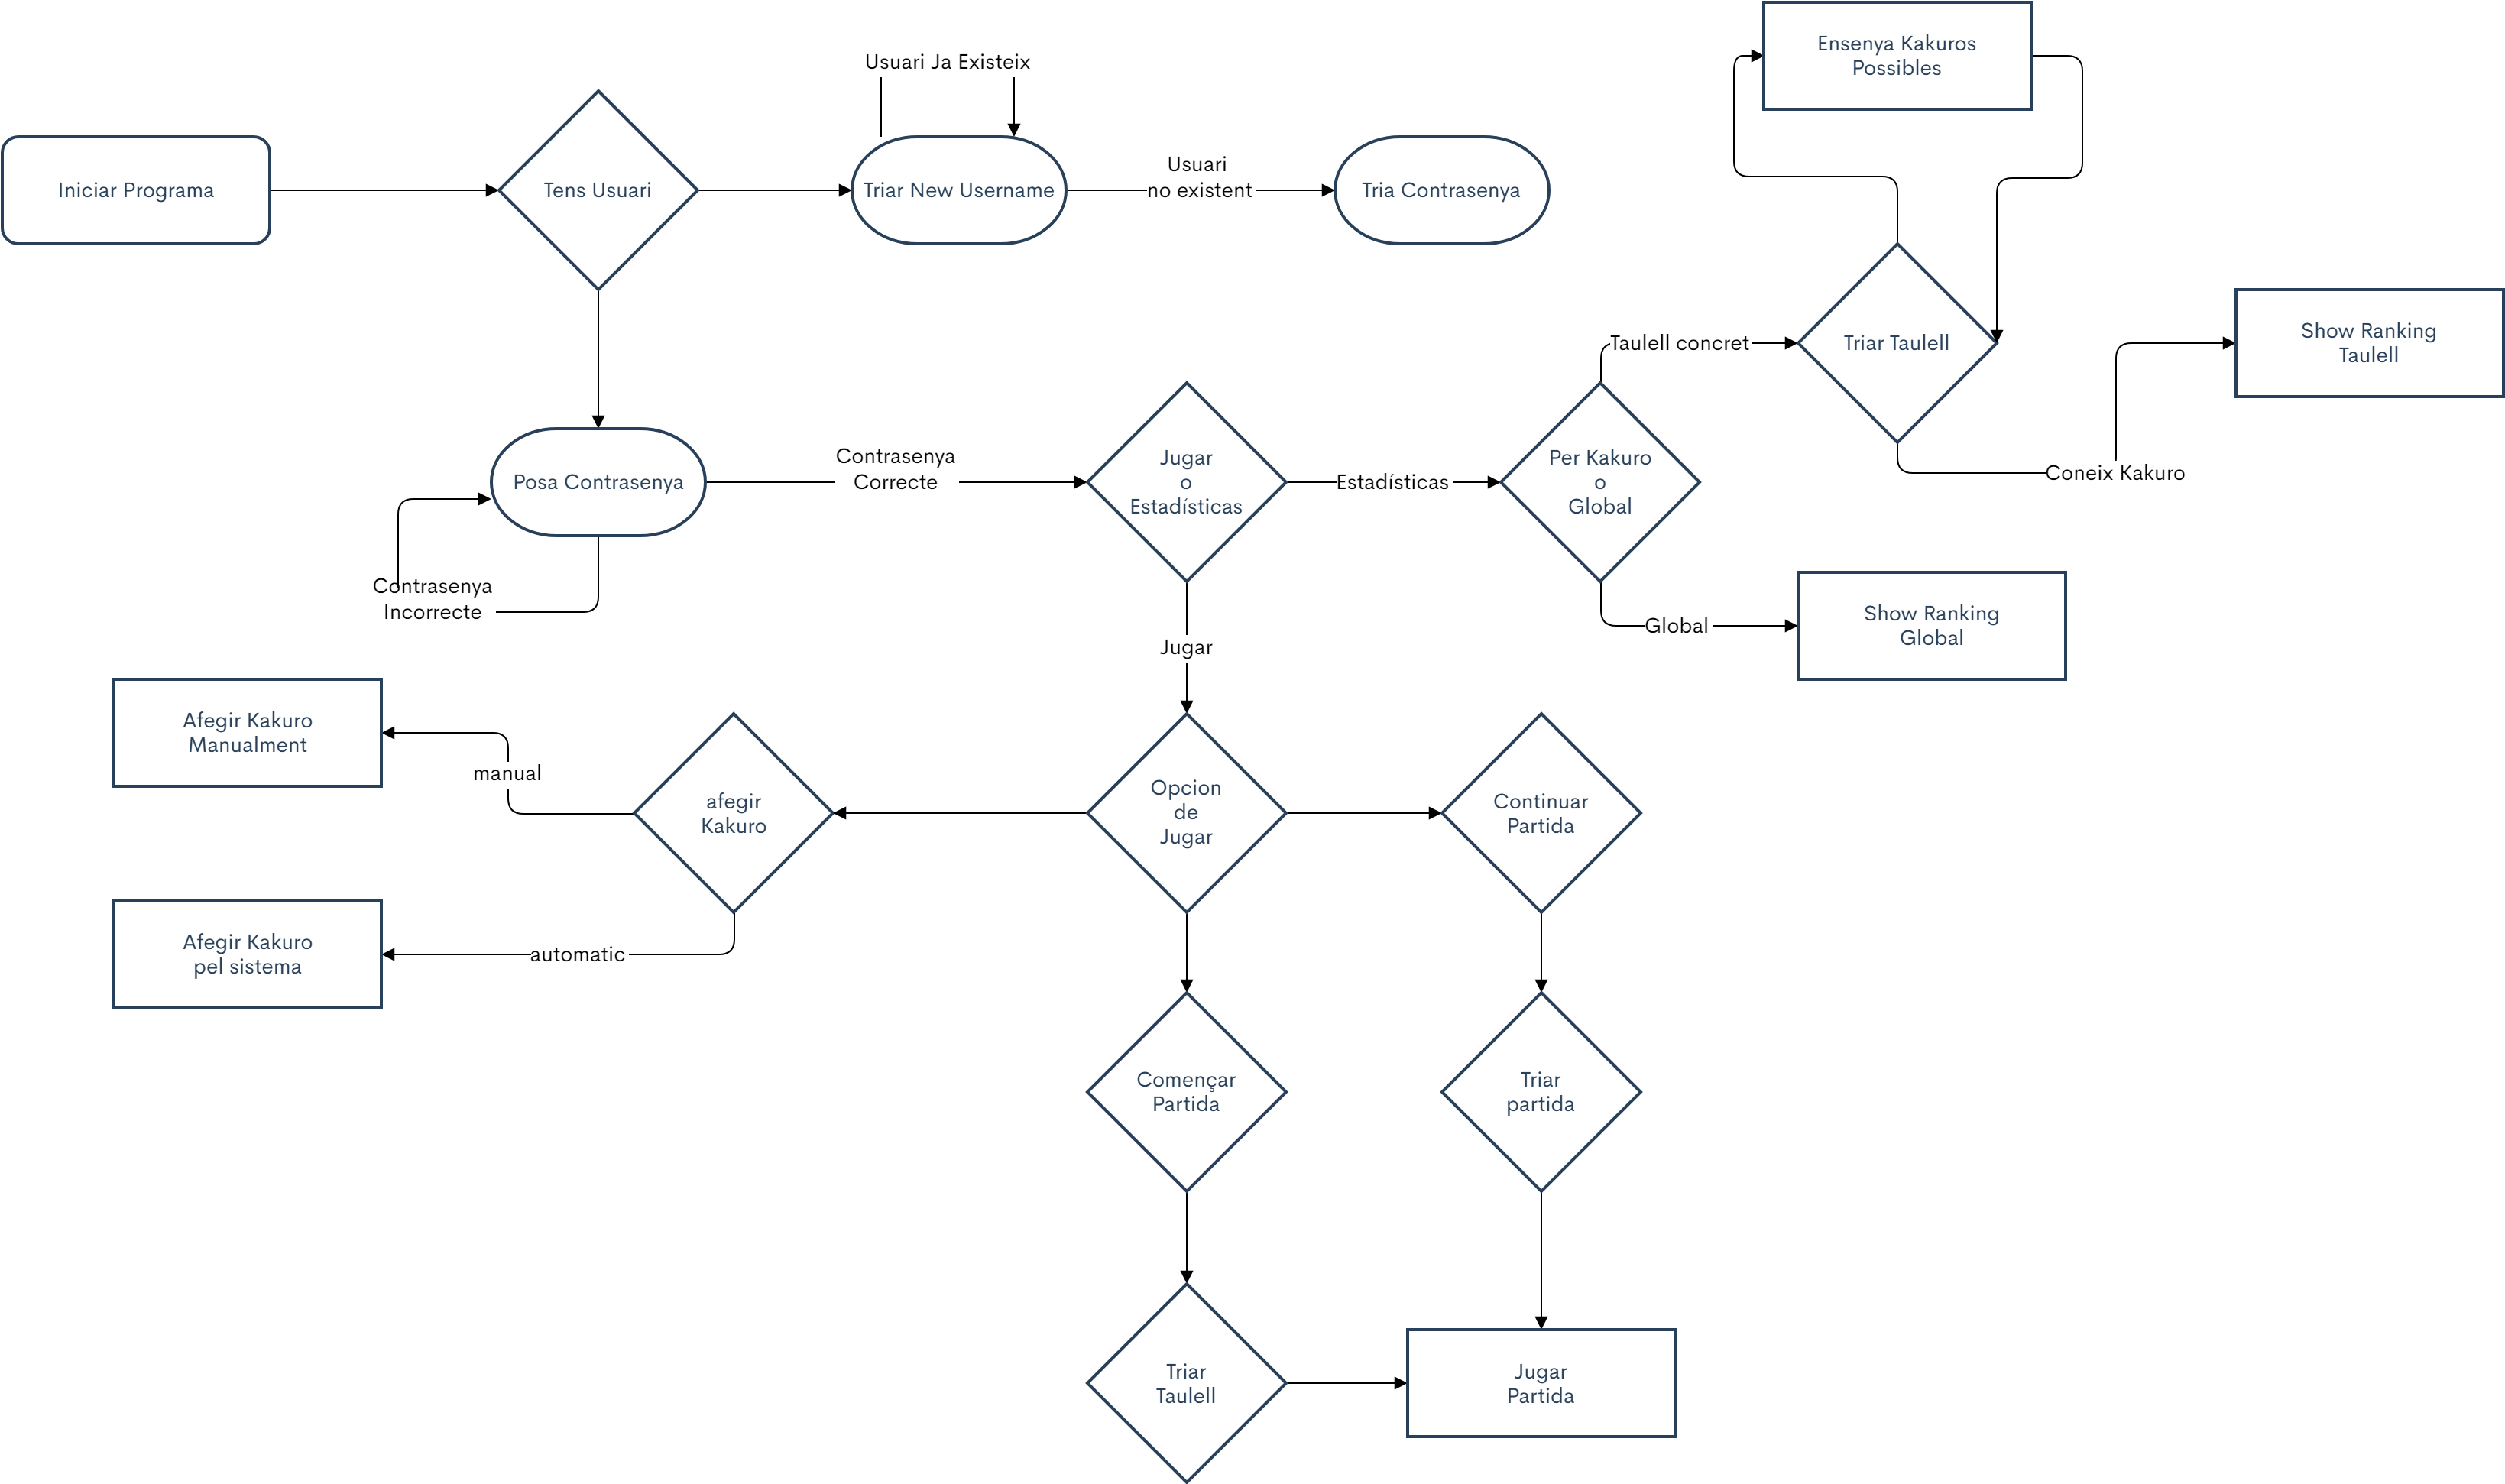 Ensenya Kakuros
Possibles
Usuari Ja Existeix
Iniciar Programa
Tens Usuari
Triar New Username
Usuari
no existent
Tria Contrasenya
Taulell concret
Triar Taulell
Show Ranking
Taulell
Coneix Kakuro
Posa Contrasenya
Contrasenya
Correcte
Jugar
o
Estadísticas
Estadísticas
Per Kakuro
o
Global
Contrasenya
Incorrecte
Global
Show Ranking
Global
Jugar
Afegir Kakuro
Manualment
manual
afegir
Kakuro
Opcion
de
Jugar
Continuar
Partida
Afegir Kakuro
pel sistema
automatic
Començar
Partida
Triar
partida
Triar
Taulell
Jugar
Partida